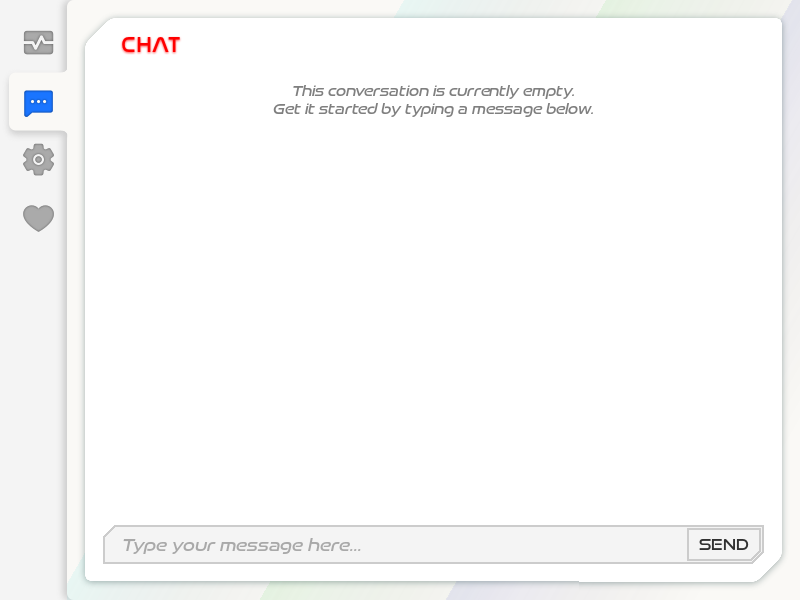 CHAT
This conversation is currently empty.
Get it started by typing a message below.
Type your message here...
SEND